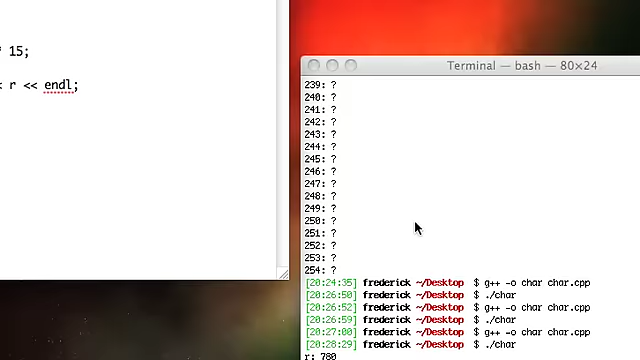 * 15;
< r << endl;
Terminal — bash — 80×24
239: ?
240: ?
241: ?
242: ?
243: ?
244: ?
245: ?
246: ?
247: ?
248: ?
249: ?
250: ?
251: ?
252: ?
253: ?
254: ?
[20:24:35] frederick ~/Desktop $ g++ -o char char.cpp
[20:26:50] frederick ~/Desktop $ ./char
[20:26:52] frederick ~/Desktop $ g++ -o char char.cpp
[20:26:59] frederick ~/Desktop $ ./char
[20:27:00] frederick ~/Desktop $ g++ -o char char.cpp
[20:28:29] frederick ~/Desktop $ ./char
r: 780